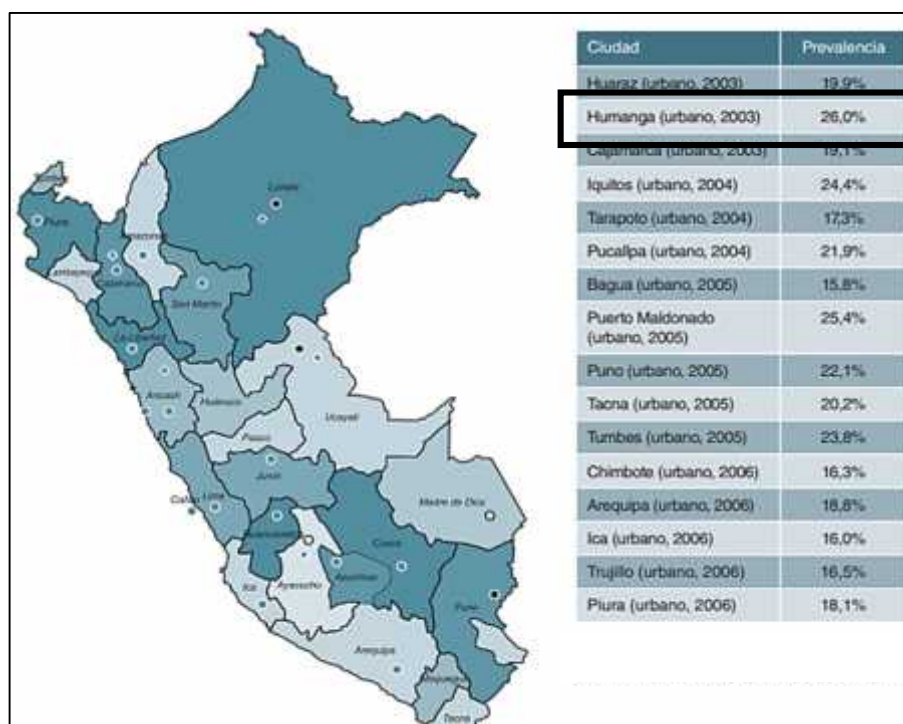 Ciudad Prevalencia
Huaraz (urbano, 2003) 19,9%
Humanga (urbano, 2003) 26,0%
Cajamarca (urbano, 2003) 19,1%
Iquitos (urbano, 2004) 24,4%
Tarapoto (urbano, 2004) 17,3%
Pucallpa (urbano, 2004) 21,9%
Bagua (urbano, 2005) 15,8%
Puerto Maldonado
(urbano, 2005) 25,4%
Puno (urbano, 2005) 22,1%
Tacna (urbano, 2005) 20,2%
Tumbes (urbano, 2005) 23,8%
Chimbote (urbano, 2006) 16,3%
Arequipa (urbano, 2006)
Ica (urbano, 2006) 16,0%
Trujillo (urbano, 2006) 16,5%
Piura (urbano, 2006) 18,1%
Loreto
Piura
Cajamarca
San Martín
La Libertad
Ancash
Huánuco
Ucayali
Pasco
Junín
Madre de Dios
Callao
Lima
Cusco
Ica
Ayacucho
Apurímac
Puno
Arequipa
Moquegua
Tacna